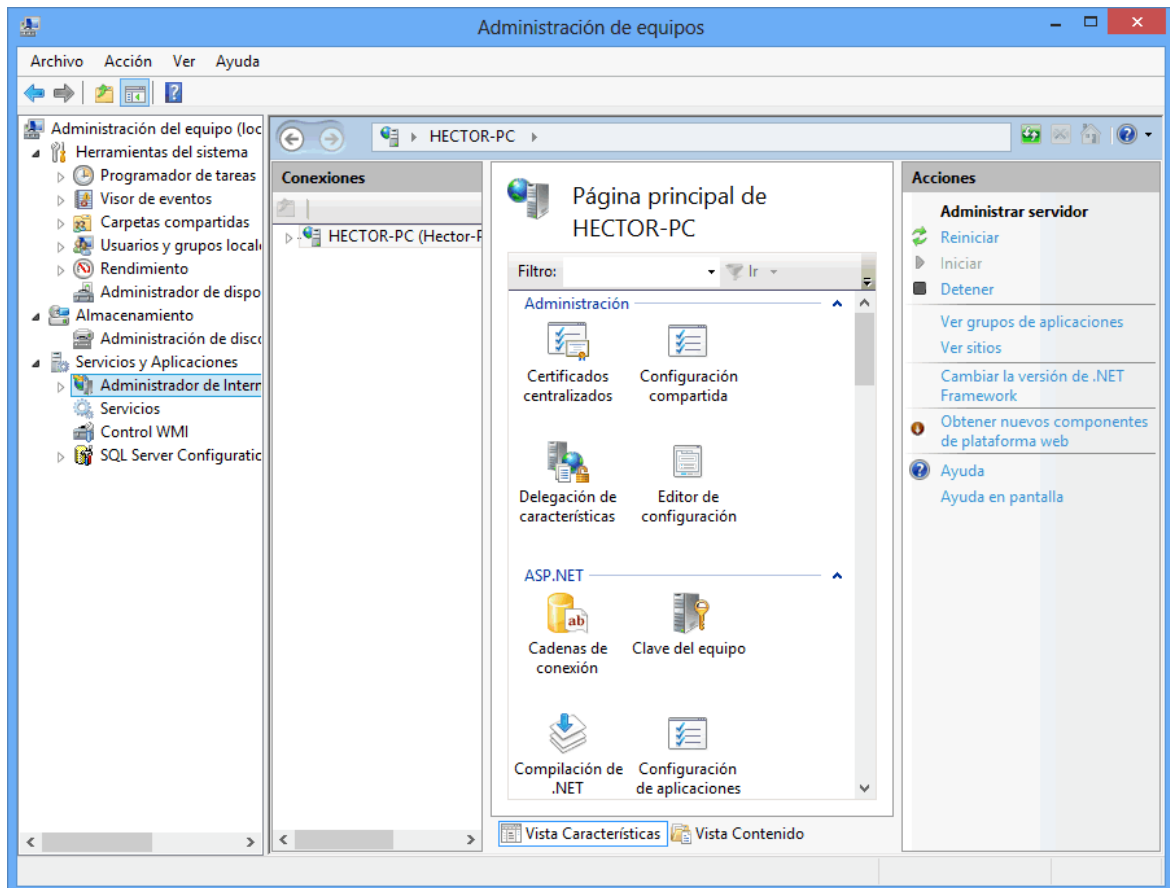 Administración de equipos
Archivo Acción Ver Ayuda
Administración del equipo (loc
Herramientas del sistema
Programador de tareas
Visor de eventos
Carpetas compartidas
Usuarios y grupos local
Rendimiento
Administrador de dispo
Almacenamiento
Administración de disc
Servicios y Aplicaciones
Administrador de Intern
Servicios
Control WMI
SQL Server Configuratic
HECTOR-PC
Conexiones
HECTOR-PC (Hector-P
Página principal de
HECTOR-PC
Filtro: Ir
Administración
Certificados
centralizados
Configuración
compartida
Delegación de
características
Editor de
configuración
ASP.NET
Cadenas de
conexión
Clave del equipo
Compilación de
.NET
Configuración
de aplicaciones
Vista Características Vista Contenido
Acciones
Administrar servidor
Reiniciar
Iniciar
Detener
Ver grupos de aplicaciones
Ver sitios
Cambiar la versión de .NET
Framework
Obtener nuevos componentes
de plataforma web
Ayuda
Ayuda en pantalla